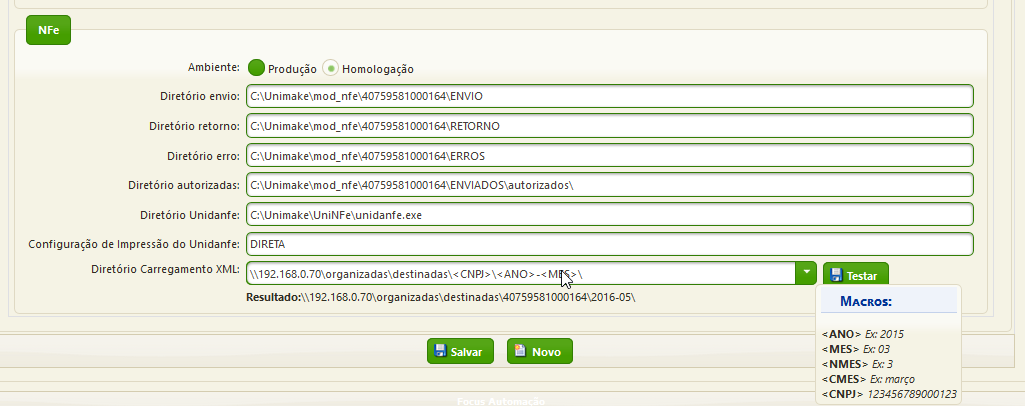 NFe
Ambiente: Produção Homologação
Diretório envio: C:\Unimake\mod_nfe\40759581000164\ENVIO
Diretório retorno: C:\Unimake\mod_nfe\40759581000164\RETORNO
Diretório erro: C:\Unimake\mod_nfe\40759581000164\ERROS
Diretório autorizadas: C:\Unimake\mod_nfe\40759581000164\ENVIADOS\autorizados\
Diretório Unidanfe: C:\Unimake\UniNFe\unidanfe.exe
Configuração de Impressão do Unidanfe: DIRETA
Diretório Carregamento XML: \\192.168.0.70\organizadas\destinadas\<CNPJ>\<ANO>-<MES>\ Testar
Resultado:\\192.168.0.70\organizadas\destinadas\40759581000164\2016-05\
Macros:
<ANO> Ex: 2015
<MES> Ex: 03
<NMES> Ex: 3
<CMES> Ex: março
<CNPJ> 123456789000123
Salvar Novo
Focus Automação